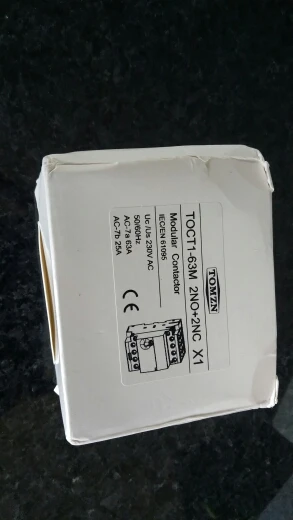 TOMZN
TOCT1-63M 2NO+2NC X1
Modular Contactor
IEC/EN 61095
Uc /Us 230V AC
50/60Hz
AC-7a 63A
AC-7b 25A
CE